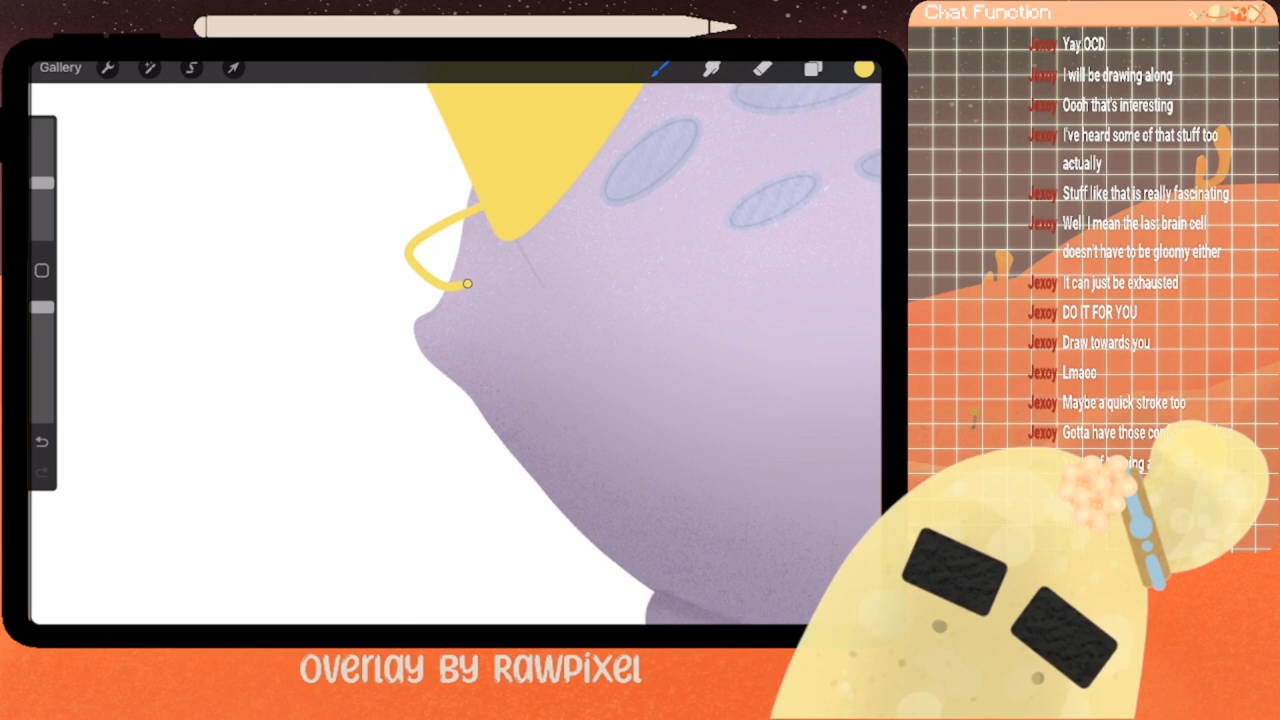 Chat Function
Gallery
Jexoy Yay OCD
Jexoy I will be drawing along
Jexoy Oooh that's interesting
Jexoy I've heard some of that stuff too
actually
Jexoy Stuff like that is really fascinating
Jexoy Well I mean the last brain cell
doesn't have to be gloomy either
Jexoy It can just be exhausted
Jexoy DO IT FOR YOU
Jexoy Draw towards you
Jexoy Lmaoo
Jexoy Maybe a quick stroke too
Jexoy Gotta have those
Overlay by Rawpixel